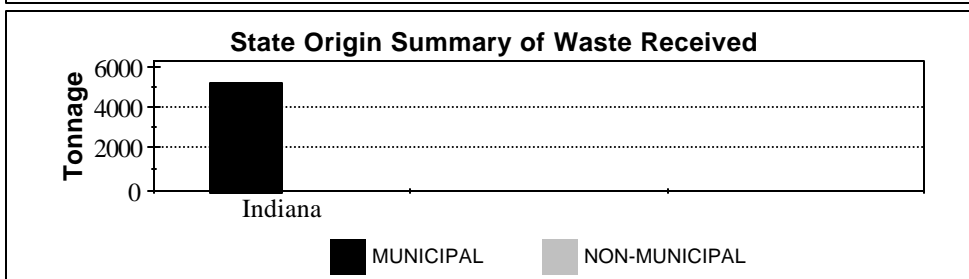 State Origin Summary of Waste Received
Tonnage
6000
4000
2000
0
Indiana
MUNICIPAL
NON-MUNICIPAL